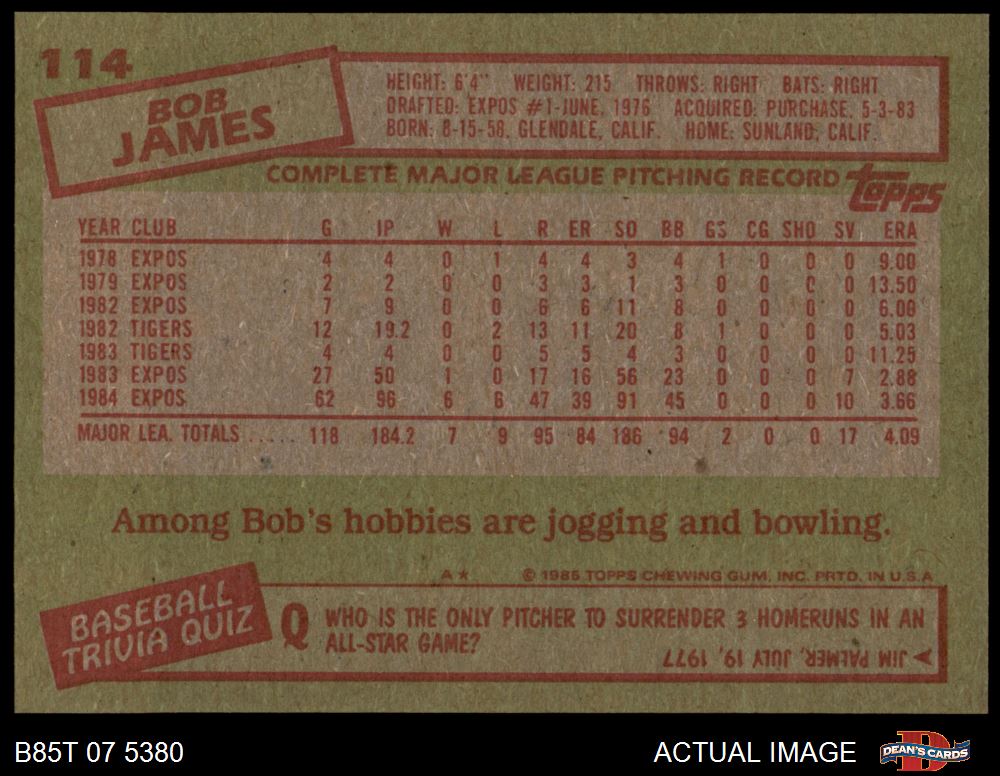 114
BOB
JAMES
HEIGHT: 6'4" WEIGHT: 215 THROWS: RIGHT BATS: RIGHT
DRAFTED: EXPOS #1-JUNE, 1976 ACQUIRED: PURCHASE, 5-3-83
BORN: 8-15-58, GLENDALE, CALIF. HOME: SUNLAND, CALIF.
COMPLETE MAJOR LEAGUE PITCHING RECORD topps
YEAR CLUB G IP W L R ER SO BB GS CG SHO SV ERA
1978 EXPOS 4 4 0 1 4 4 3 4 1 0 0 0 9.00
1979 EXPOS 2 2 0 0 3 3 1 3 0 0 0 0 13.50
1982 EXPOS 7 9 0 0 6 6 11 8 0 0 0 0 6.00
1982 TIGERS 12 19.2 0 2 13 11 20 8 1 0 0 0 5.03
1983 TIGERS 4 4 0 0 5 5 4 3 0 0 0 0 11.25
1983 EXPOS 27 50 1 0 17 16 56 23 0 0 0 7 2.88
1984 EXPOS 62 96 6 6 47 39 91 45 0 0 0 10 3.66
MAJOR LEA. TOTALS ..... 118 184.2 7 9 95 84 186 94 2 0 0 17 4.09
Among Bob's hobbies are jogging and bowling.
A★ © 1985 TOPPS CHEWING GUM, INC. PRTD. IN U.S.A.
BASEBALL
TRIVIA QUIZ
Q WHO IS THE ONLY PITCHER TO SURRENDER 3 HOMERUNS IN AN
ALL-STAR GAME?
JIM PALMER, JULY 19, 1977
B85T 07 5380 ACTUAL IMAGE DEAN'S CARDS